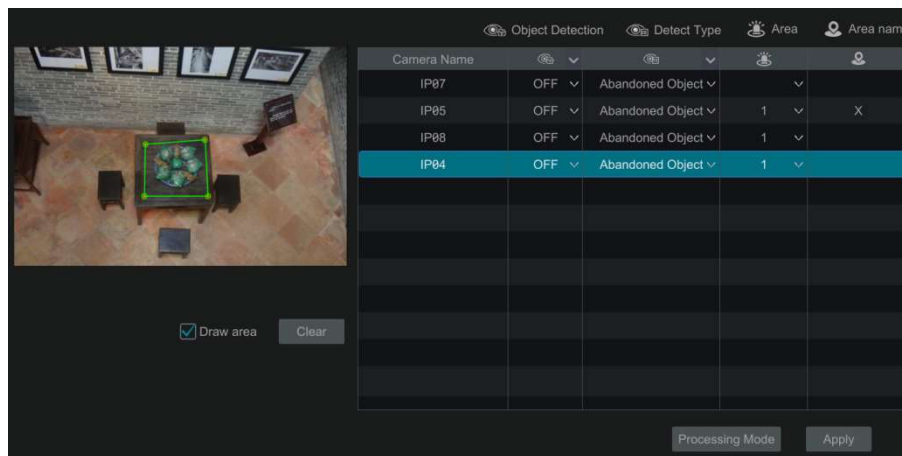 Object Detection Detect Type Area Area nam
Camera Name
IP07 OFF Abandoned Object
IP05 OFF Abandoned Object 1 X
IP08 OFF Abandoned Object 1
IP04 OFF Abandoned Object 1
Draw area Clear
Processing Mode Apply